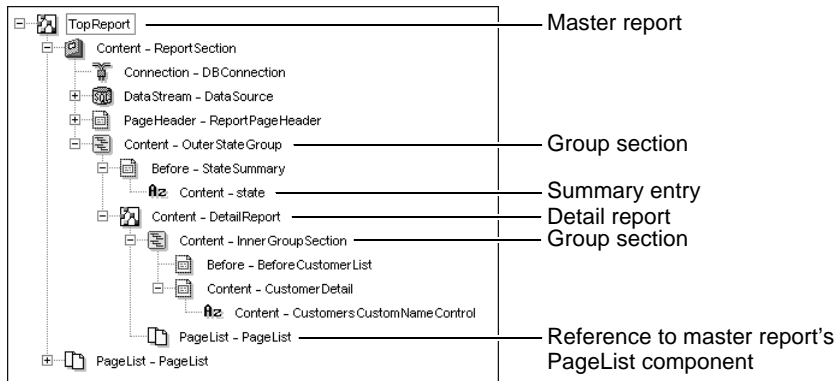 TopReport
Master report
Content – ReportSection
Connection – DBConnection
DataStream – DataSource
PageHeader – ReportPageHeader
Content – OuterStateGroup
Group section
Before – StateSummary
Content – state
Summary entry
Content – DetailReport
Detail report
Content – InnerGroupSection
Group section
Before – BeforeCustomerList
Content – CustomerDetail
Content – CustomersCustomNameControl
PageList – PageList
Reference to master report's
PageList component
PageList – PageList